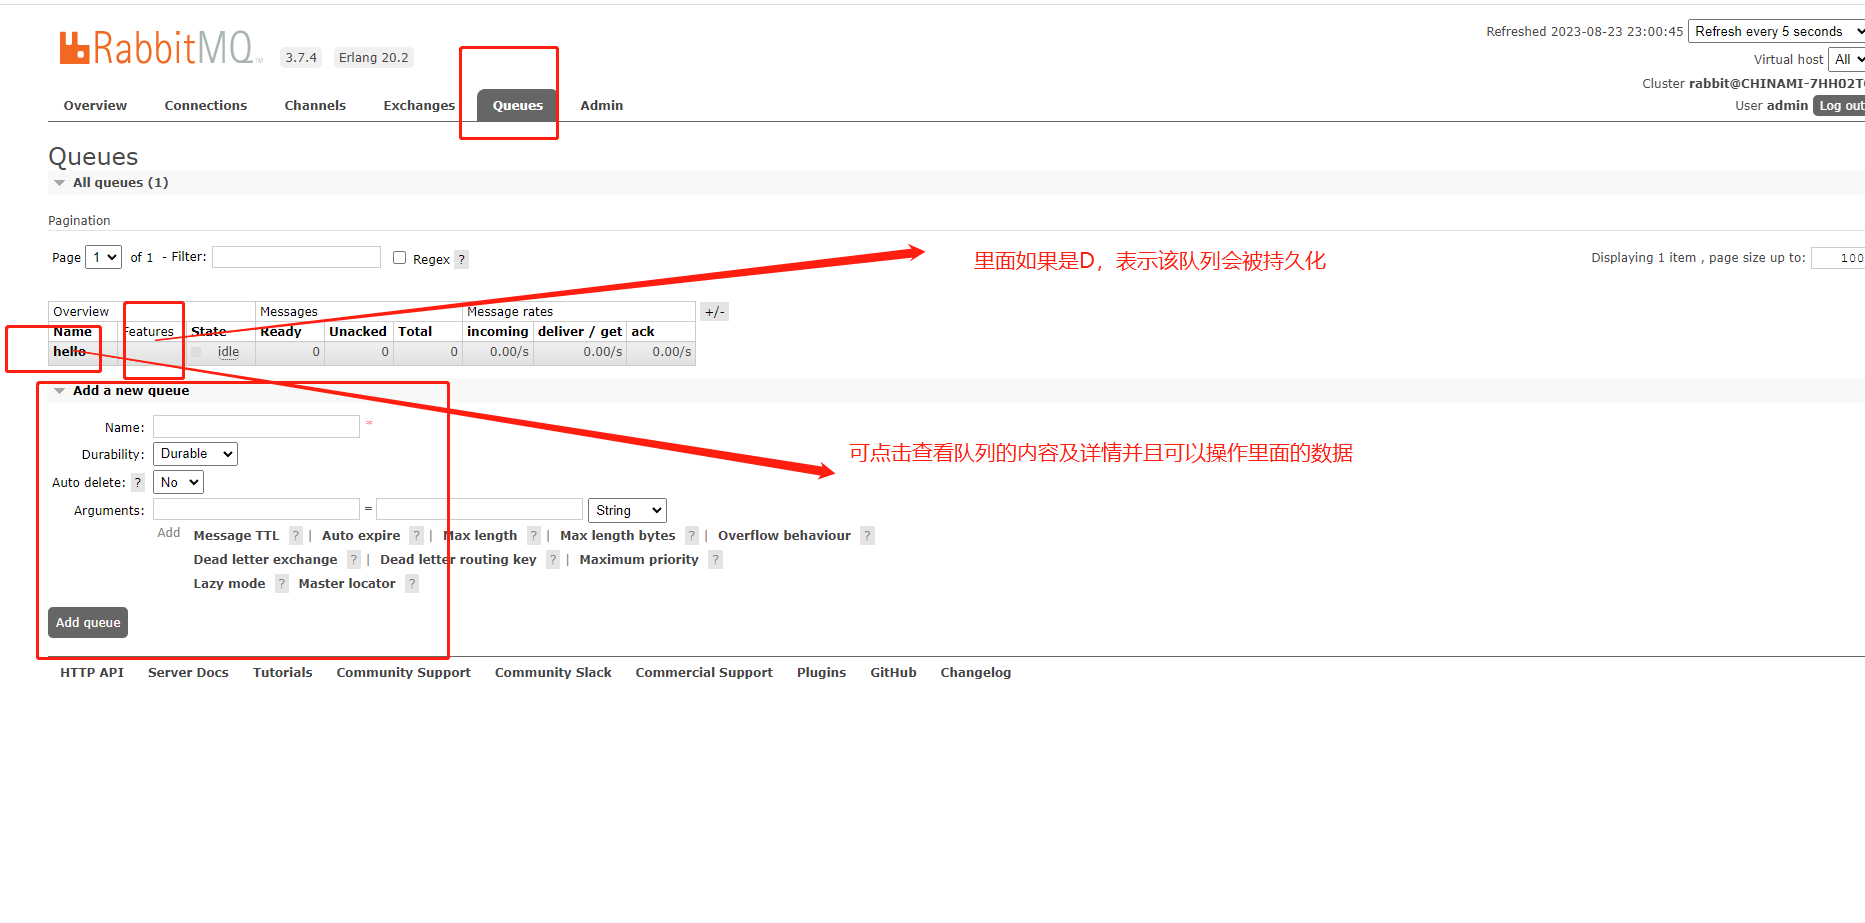 RabbitMQ TM 3.7.4 Erlang 20.2
Refreshed 2023-08-23 23:00:45 Refresh every 5 seconds
Virtual host All
Cluster rabbit@CHINAMI-7HH02T
User admin Log out
Overview Connections Channels Exchanges Queues Admin
Queues
All queues (1)
Pagination
Page 1 of 1 - Filter: Regex ?
Displaying 1 item , page size up to: 100
里面如果是D，表示该队列会被持久化
Overview Messages Message rates +/-
Name Features State Ready Unacked Total incoming deliver / get ack
hello idle 0 0 0 0.00/s 0.00/s 0.00/s
Add a new queue
Name: *
Durability: Durable
可点击查看队列的内容及详情并且可以操作里面的数据
Auto delete: ? No
Arguments: = String
Add Message TTL ? | Auto expire ? | Max length ? | Max length bytes ? | Overflow behaviour ?
Dead letter exchange ? | Dead letter routing key ? | Maximum priority ?
Lazy mode ? Master locator ?
Add queue
HTTP API Server Docs Tutorials Community Support Community Slack Commercial Support Plugins GitHub Changelog